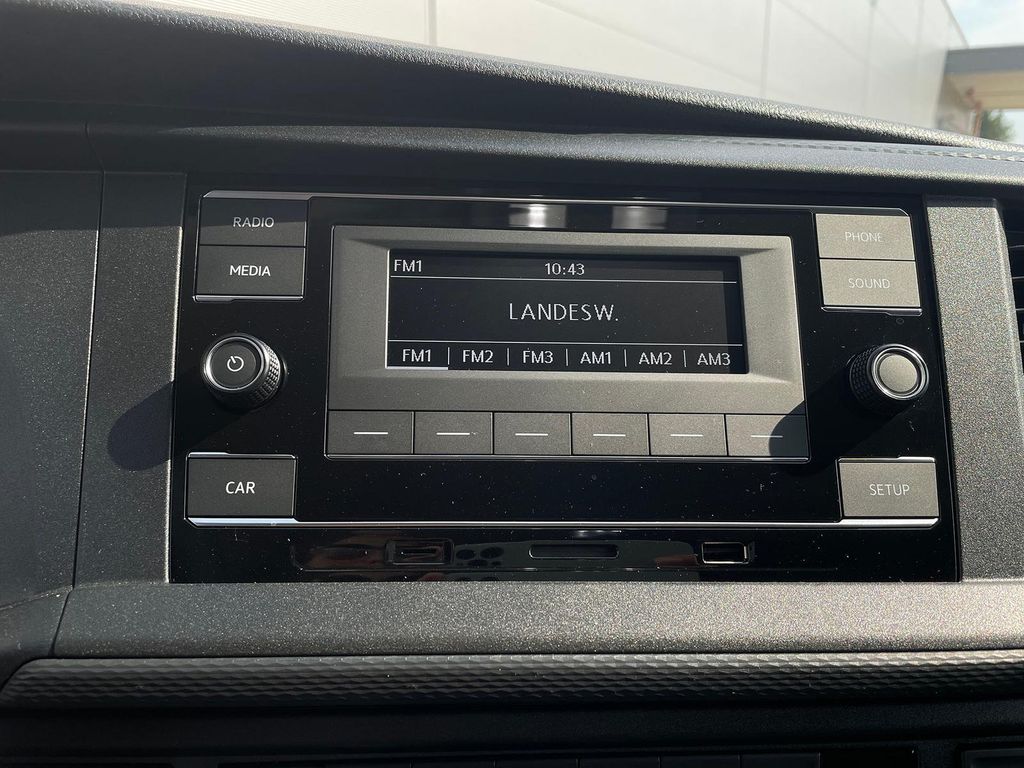 RADIO
MEDIA
FM1 10:43
LANDESW.
FM1 FM2 FM3 AM1 AM2 AM3
PHONE
SOUND
CAR
SETUP